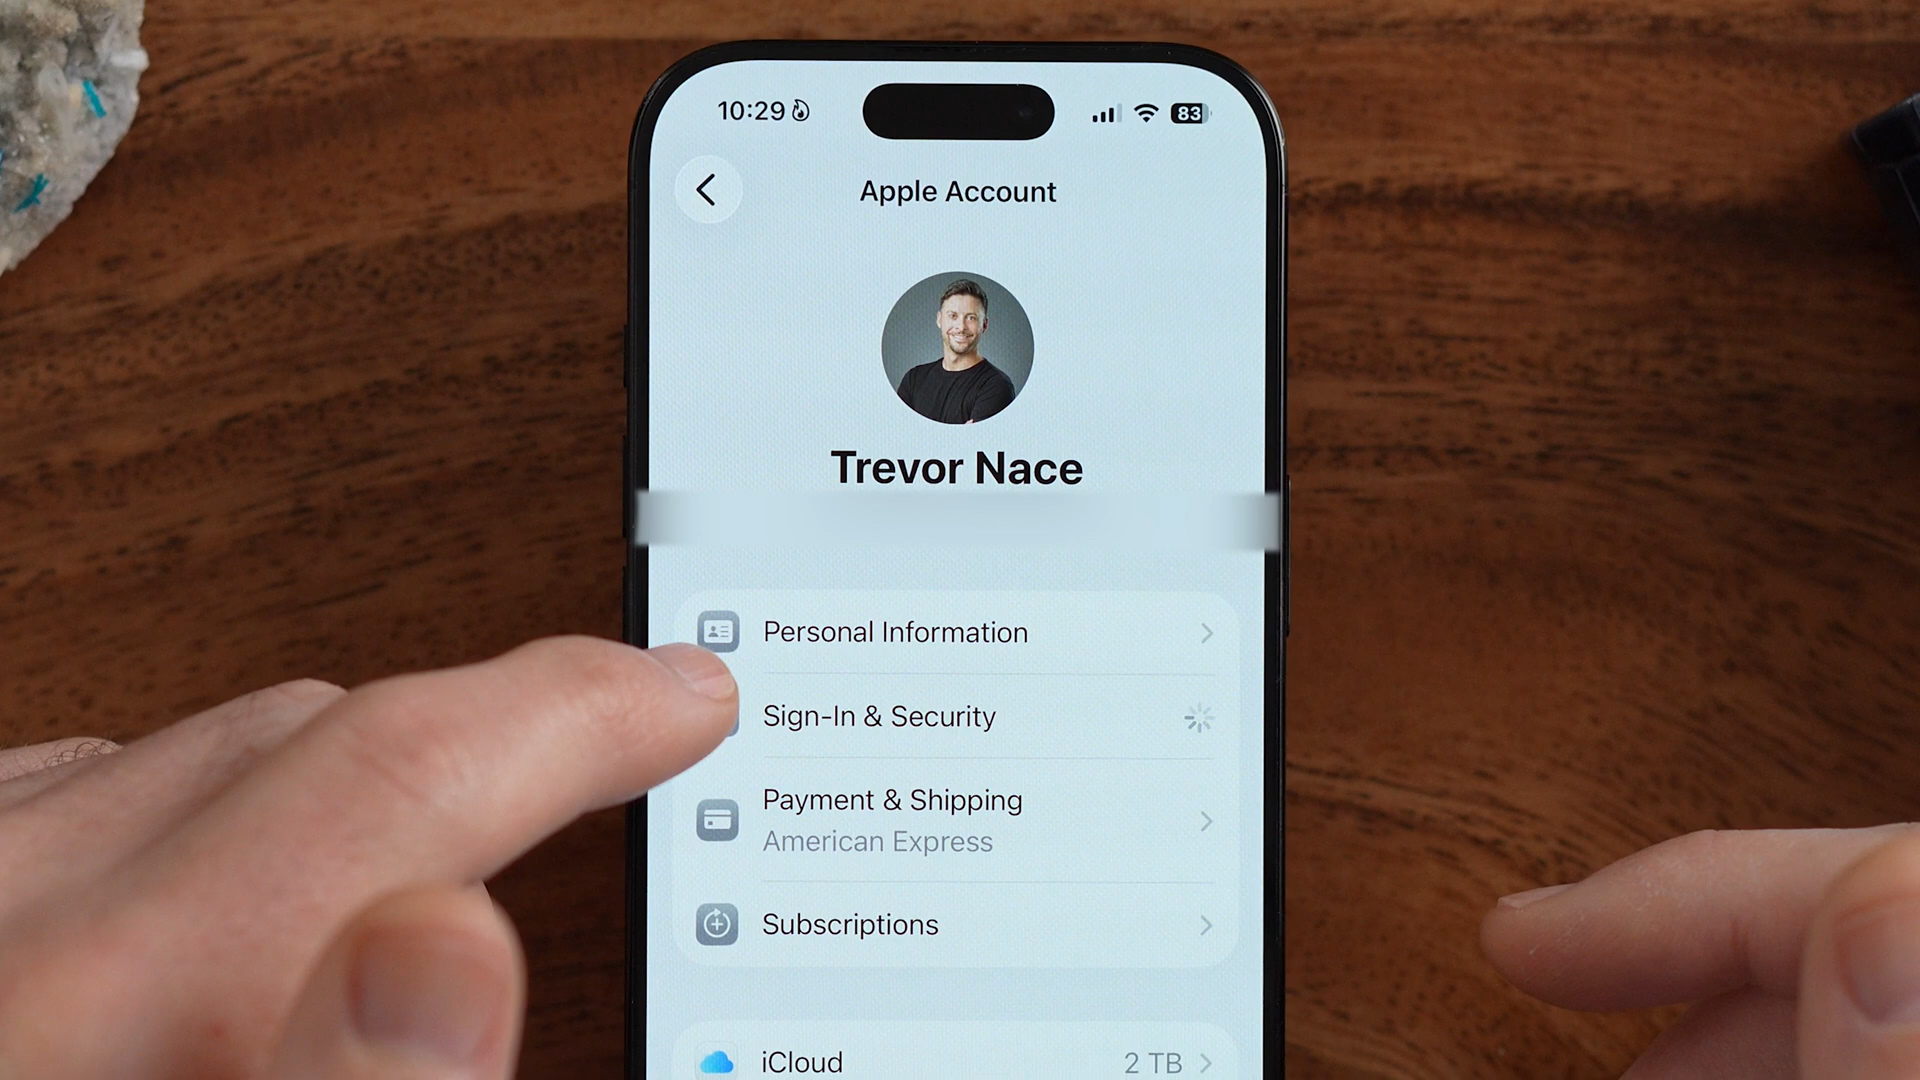 10:29
83
Apple Account
Trevor Nace
Personal Information
Sign-In & Security
Payment & Shipping
American Express
Subscriptions
iCloud 2 TB